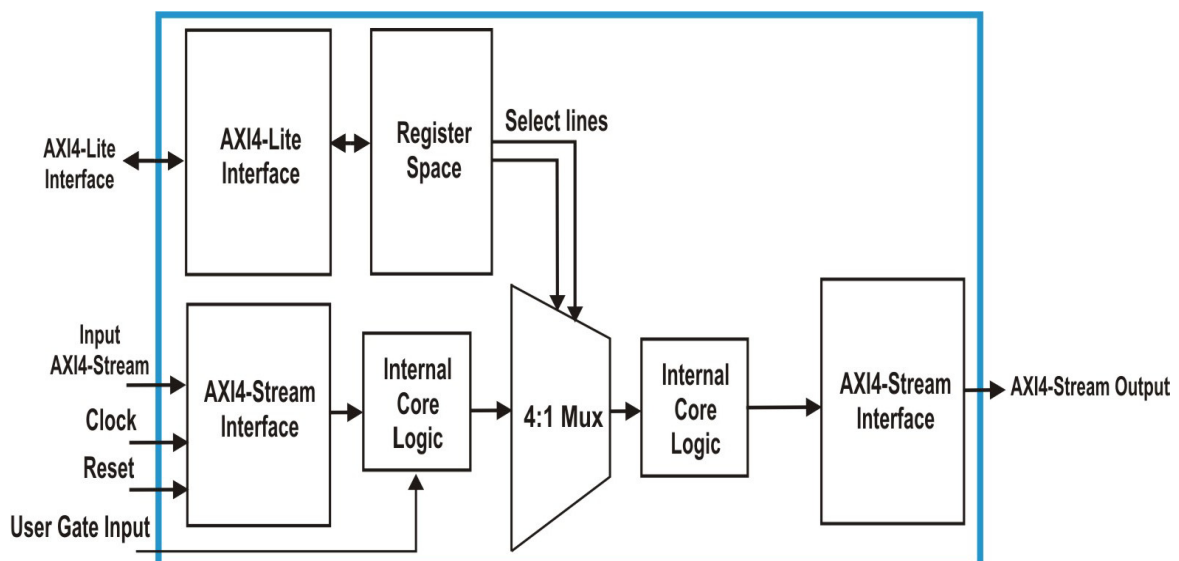 AXI4-Lite
Interface
AXI4-Lite
Interface
Register
Space
Select lines
Input
AXI4-Stream
Clock
Reset
User Gate Input
AXI4-Stream
Interface
Internal
Core
Logic
4:1 Mux
Internal
Core
Logic
AXI4-Stream
Interface
AXI4-Stream Output